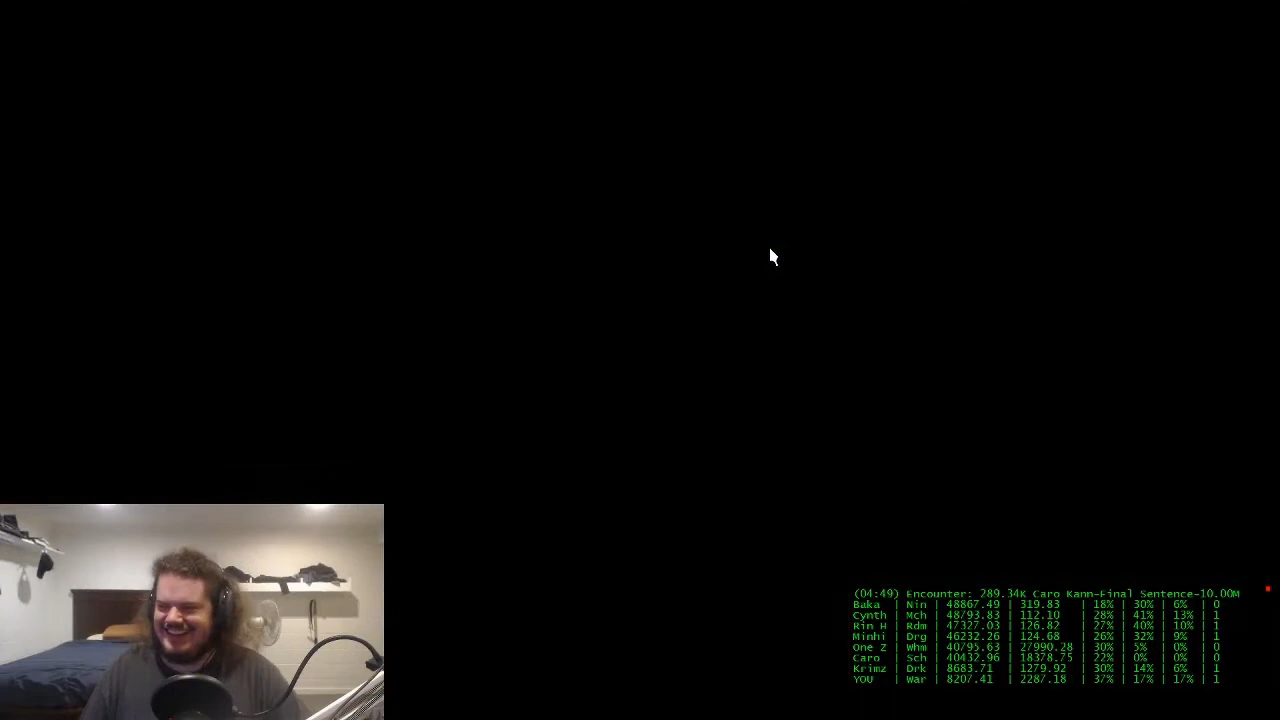 (04:49) Encounter: 289.34K Caro Kann-Final Sentence-10.00M
Baka | Nin | 48867.49 | 319.83 | 18% | 30% | 6% | 0
Cynth | Mch | 48793.83 | 112.10 | 28% | 41% | 13% | 1
Rin H | Rdm | 47327.03 | 126.82 | 27% | 40% | 10% | 1
Minhi | Drg | 46232.26 | 124.68 | 26% | 32% | 9% | 1
One Z | Whm | 40795.63 | 27990.28 | 30% | 5% | 0% | 0
Caro | Sch | 40432.96 | 18378.75 | 22% | 0% | 0% | 0
Krimz | Drk | 8683.71 | 1279.92 | 30% | 14% | 6% | 1
YOU | War | 8207.41 | 2287.18 | 37% | 17% | 17% | 1